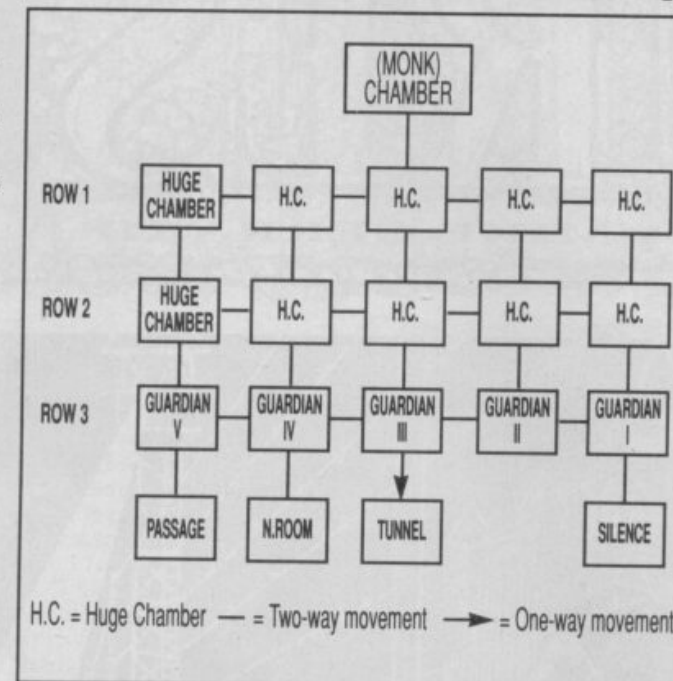 (MONK)
CHAMBER
ROW 1
HUGE
CHAMBER
H.C.
H.C.
H.C.
H.C.
ROW 2
HUGE
CHAMBER
H.C.
H.C.
H.C.
H.C.
ROW 3
GUARDIAN
V
GUARDIAN
IV
GUARDIAN
III
GUARDIAN
II
GUARDIAN
I
PASSAGE
N.ROOM
TUNNEL
SILENCE
H.C. = Huge Chamber — = Two-way movement → = One-way movement